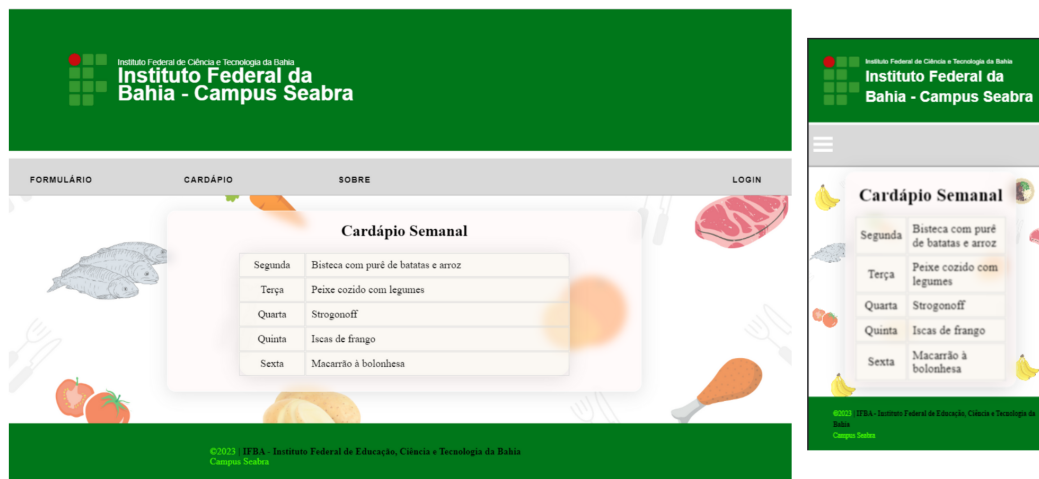 Instituto Federal de Ciência e Tecnologia da Bahia
Instituto Federal da
Bahia - Campus Seabra
FORMULÁRIO CARDÁPIO SOBRE LOGIN
Cardápio Semanal
Segunda Bisteca com purê de batatas e arroz
Terça Peixe cozido com legumes
Quarta Strogonoff
Quinta Iscas de frango
Sexta Macarrão à bolonhesa
©2023 | IFBA - Instituto Federal de Educação, Ciência e Tecnologia da Bahia
Campus Seabra
Instituto Federal de Ciência e Tecnologia da Bahia
Instituto Federal da
Bahia - Campus Seabra
Cardápio Semanal
Segunda Bisteca com purê
de batatas e arroz
Terça Peixe cozido com
legumes
Quarta Strogonoff
Quinta Iscas de frango
Sexta Macarrão à
bolonhesa
©2023 | IFBA - Instituto Federal de Educação, Ciência e Tecnologia da
Bahia
Campus Seabra